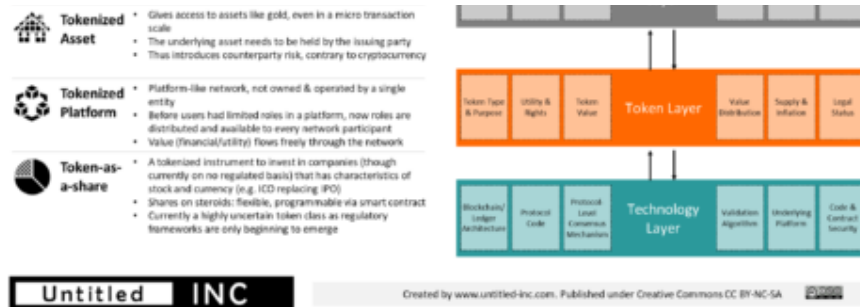 Tokenized
Asset
• Gives access to assets like gold, even in a micro transaction
scale
• The underlying asset needs to be held by the issuing party
• Thus introduces counterparty risk, contrary to cryptocurrency
Tokenized
Platform
• Platform-like network, not owned & operated by a single
entity
• Before users had limited roles in a platform, now roles are
distributed and available to every network participant
• Value (financial/utility) flows freely through the network
Token-as-
a-share
• A tokenized instrument to invest in companies (though
currently on no regulated basis) that has characteristics of
stock and currency (e.g. ICO replacing IPO)
• Shares on steroids: flexible, programmable via smart contract
• Currently a highly uncertain token class as regulatory
frameworks are only beginning to emerge
Token Type
& Purpose
Utility &
Rights
Token
Value
Token Layer
Value
Distribution
Supply &
Inflation
Legal
Status
Blockchain/
Ledger
Architecture
Protocol
Code
Protocol-
Level
Consensus
Mechanism
Technology
Layer
Validation
Algorithm
Underlying
Platform
Code &
Contract
Security
Untitled INC
Created by www.untitled-inc.com. Published under Creative Commons CC BY-NC-SA